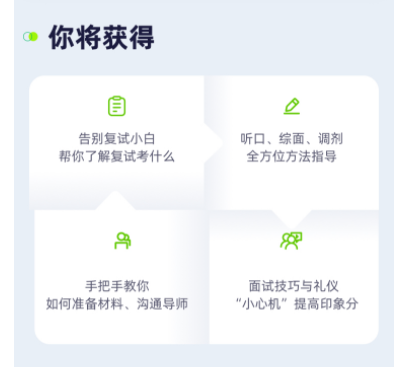 你将获得
告别复试小白
帮你了解复试考什么
听口、综面、调剂
全方位方法指导
手把手教你
如何准备材料、沟通导师
面试技巧与礼仪
“小心机”提高印象分